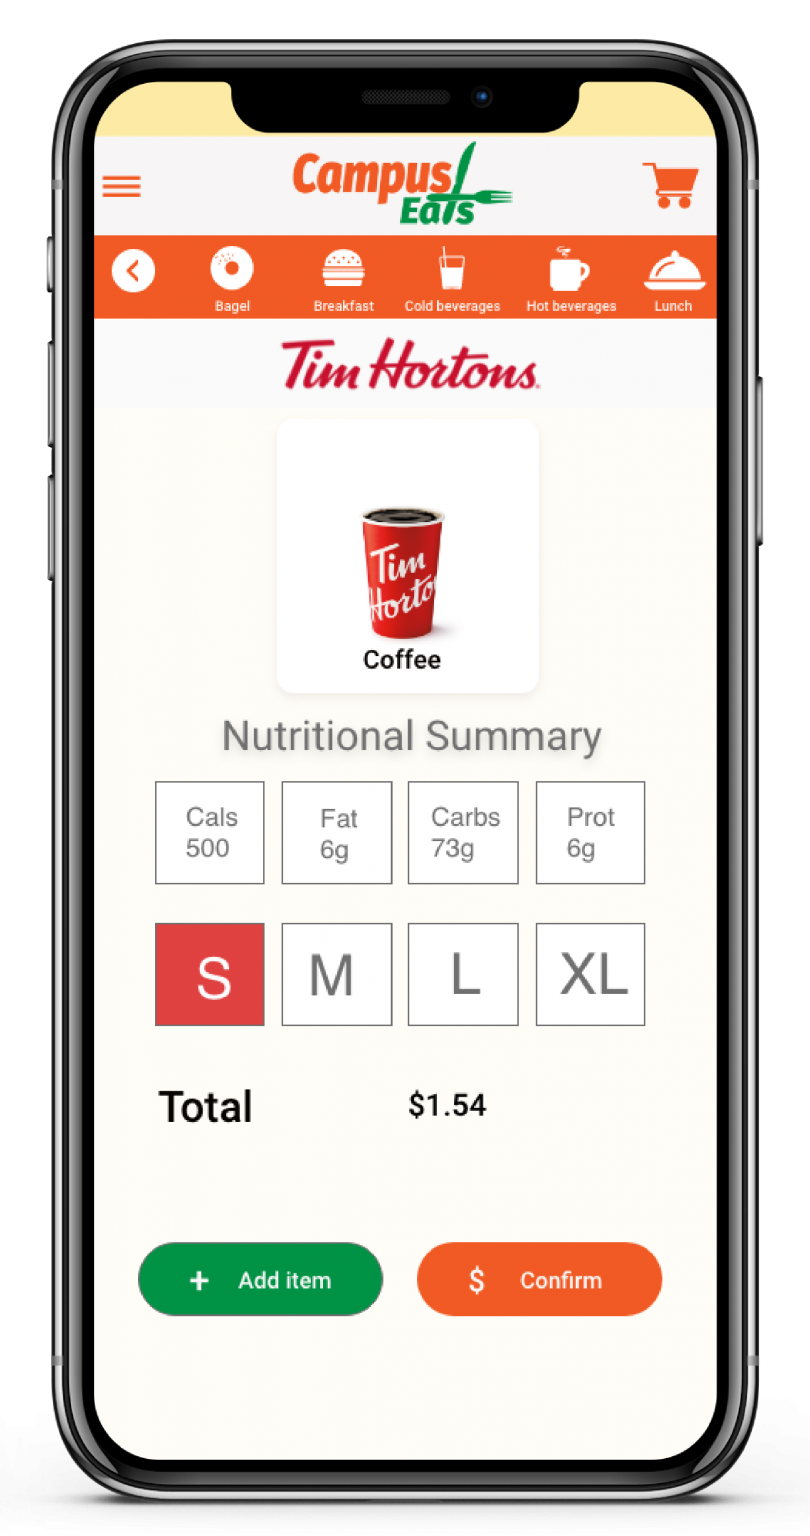 Campus
Eats
Bagel
Breakfast
Cold beverages
Hot beverages
Lunch
Tim Hortons
Tim
Horto
Coffee
Nutritional Summary
Cals
500
Fat
6g
Carbs
73g
Prot
6g
S
M
L
XL
Total
$1.54
+ Add item
$ Confirm